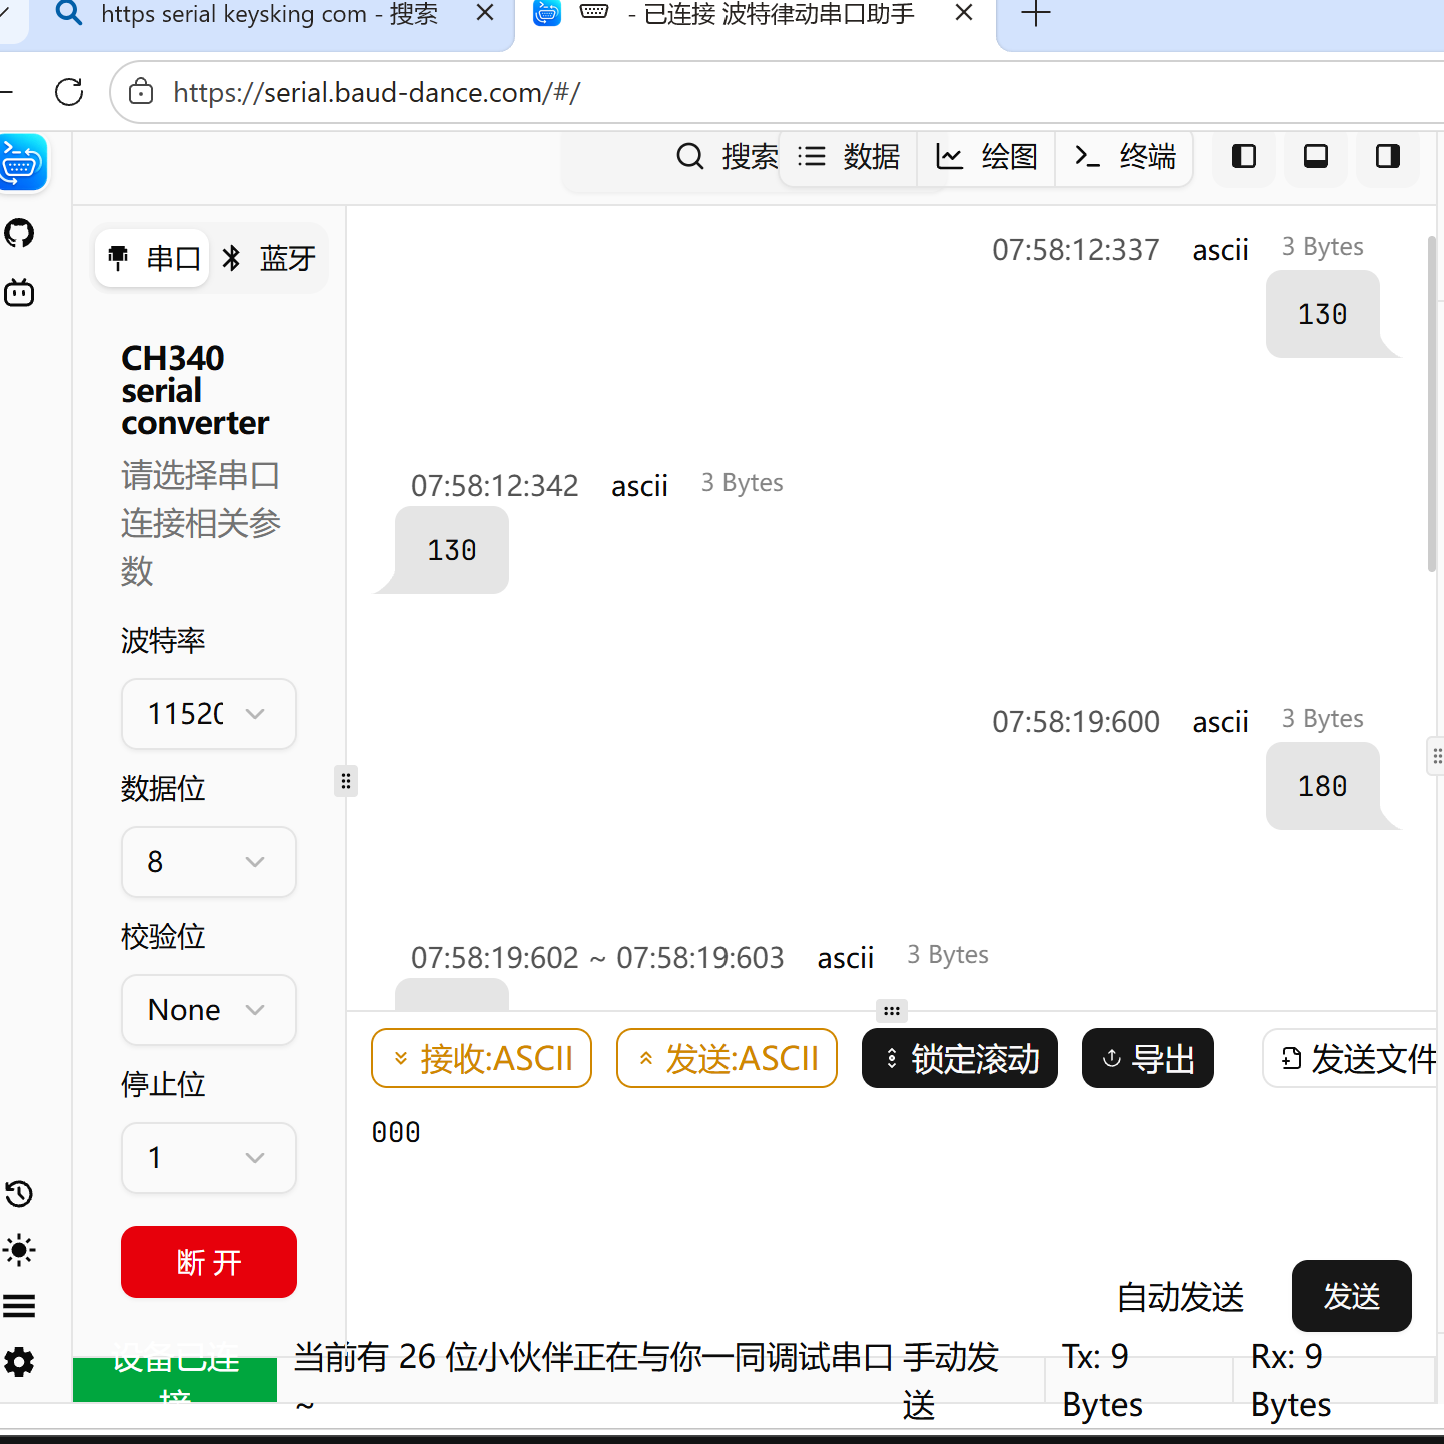 https serial keysking com - 搜索
- 已连接 波特律动串口助手
https://serial.baud-dance.com/#/
搜索
数据
绘图
终端
串口
蓝牙
CH340
serial
converter
请选择串口
连接相关参
数
波特率
11520
数据位
8
校验位
None
停止位
1
断 开
07:58:12:337 ascii 3 Bytes
130
07:58:12:342 ascii 3 Bytes
130
07:58:19:600 ascii 3 Bytes
180
07:58:19:602 ~ 07:58:19:603 ascii 3 Bytes
接收:ASCII
发送:ASCII
锁定滚动
导出
发送文件
000
自动发送
发送
设备已连
接
当前有 26 位小伙伴正在与你一同调试串口
~
手动发
送
Tx: 9
Bytes
Rx: 9
Bytes